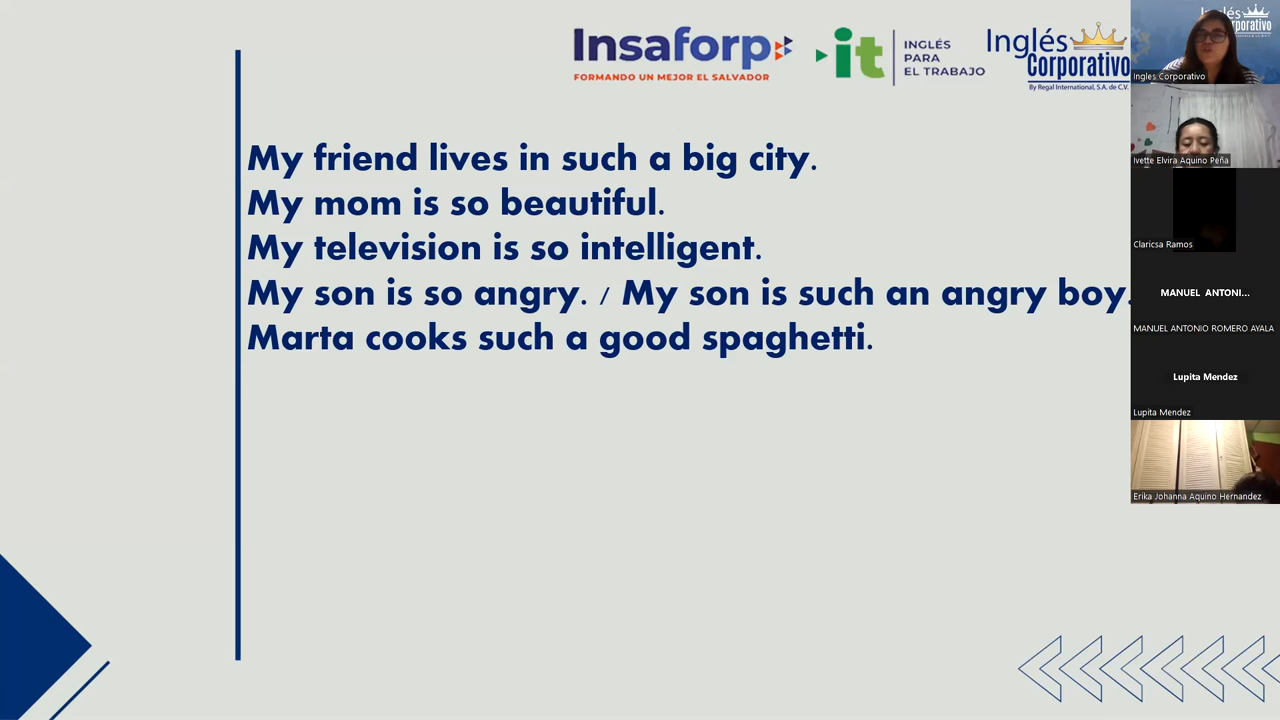 Insaforp
FORMANDO UN MEJOR EL SALVADOR
it
INGLÉS
PARA
EL TRABAJO
Inglés
Corporativo
By Regal International, S.A. de C.V.
My friend lives in such a big city.
My mom is so beautiful.
My television is so intelligent.
My son is so angry. / My son is such an angry boy.
Marta cooks such a good spaghetti.
Ingles Corporativo
Ivette Elvira Aquino Peña
Claricsa Ramos
MANUEL ANTONI...
MANUEL ANTONIO ROMERO AYALA
Lupita Mendez
Lupita Mendez
Erika Johanna Aquino Hernandez